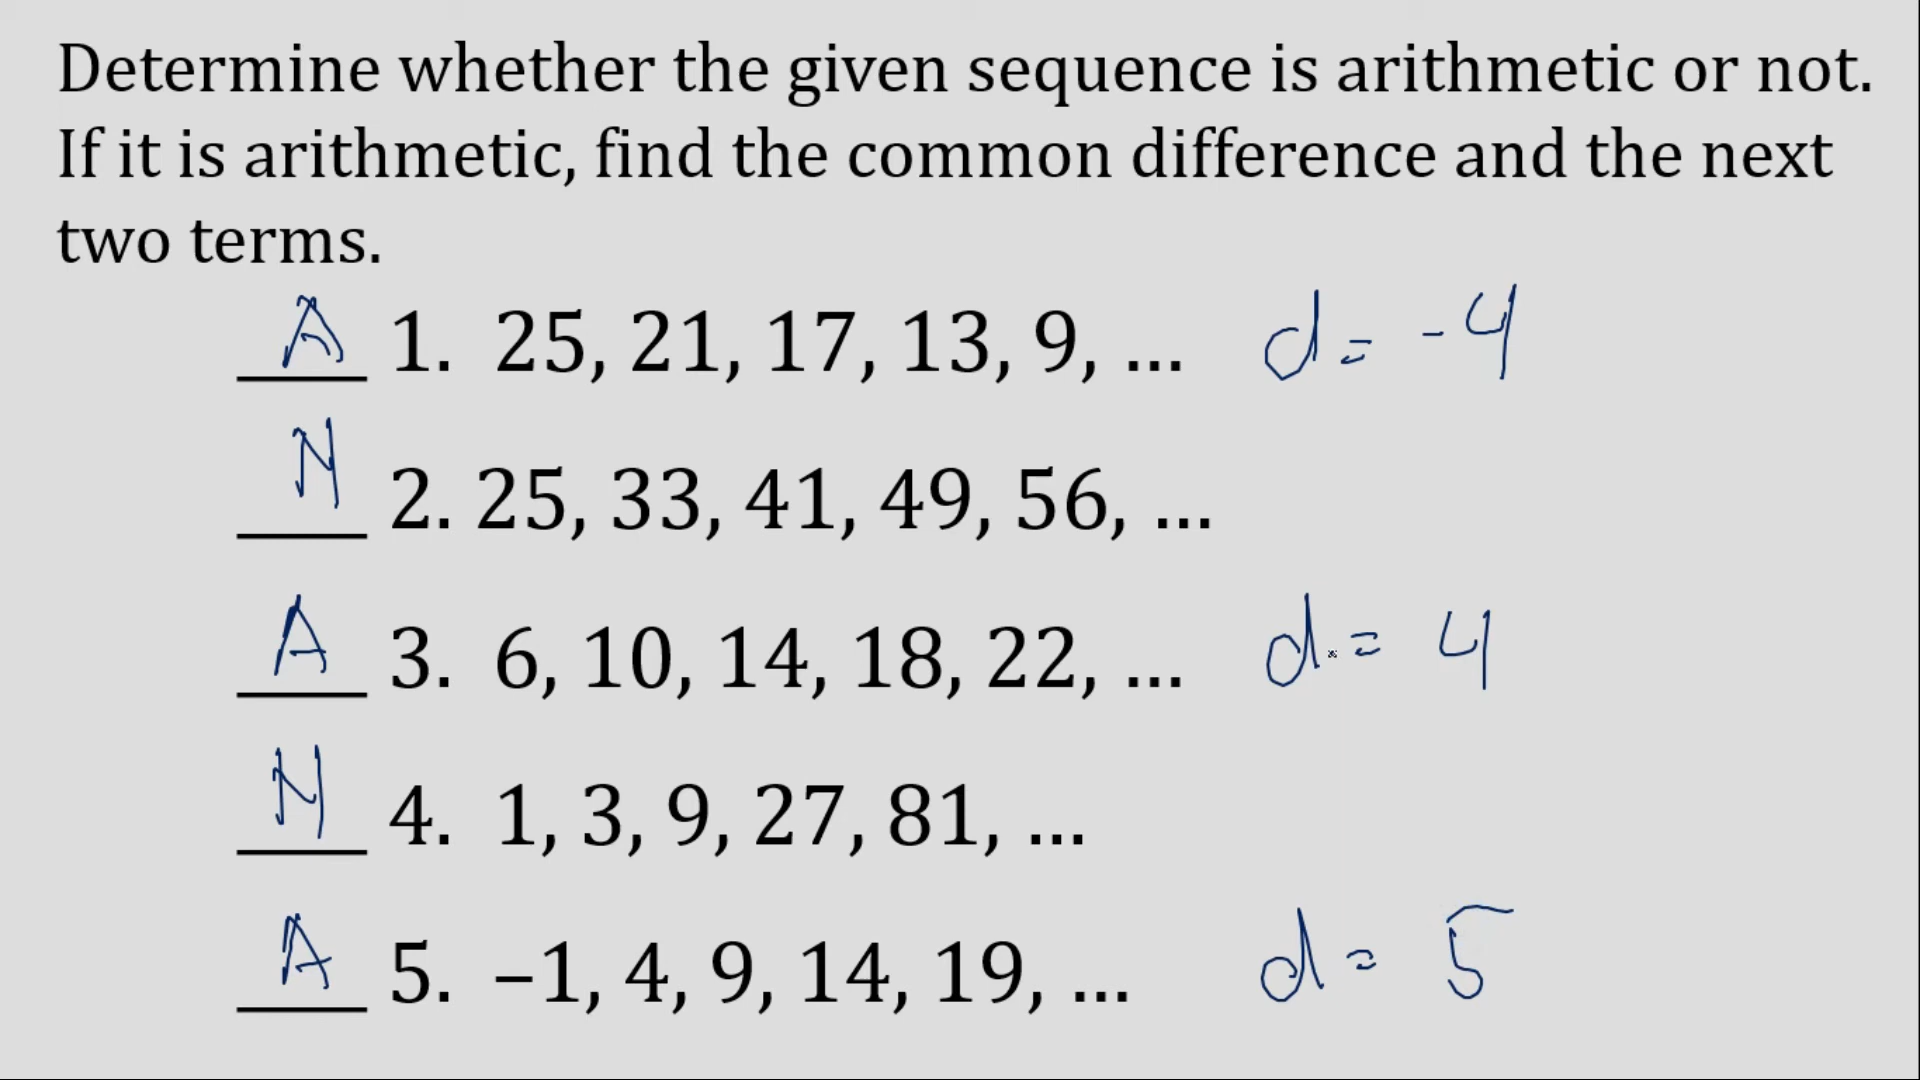 Determine whether the given sequence is arithmetic or not.
If it is arithmetic, find the common difference and the next
two terms.
A 1. 25, 21, 17, 13, 9, ... d = -4
N 2. 25, 33, 41, 49, 56, ...
A 3. 6, 10, 14, 18, 22, ... d = 4
N 4. 1, 3, 9, 27, 81, ...
A 5. –1, 4, 9, 14, 19, ... d = 5